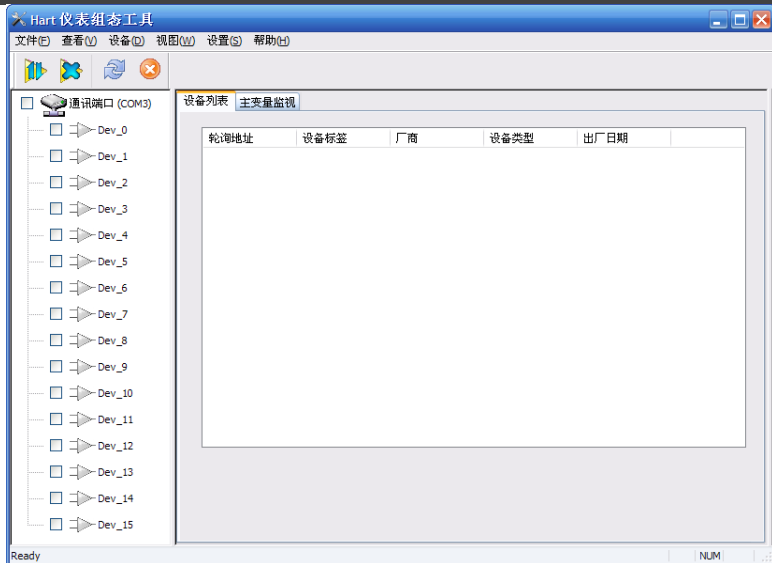 Hart 仪表组态工具
文件(F) 查看(V) 设备(D) 视图(W) 设置(S) 帮助(H)
通讯端口 (COM3)
Dev_0
Dev_1
Dev_2
Dev_3
Dev_4
Dev_5
Dev_6
Dev_7
Dev_8
Dev_9
Dev_10
Dev_11
Dev_12
Dev_13
Dev_14
Dev_15
设备列表 主变量监视
轮询地址 设备标签 厂商 设备类型 出厂日期
Ready NUM